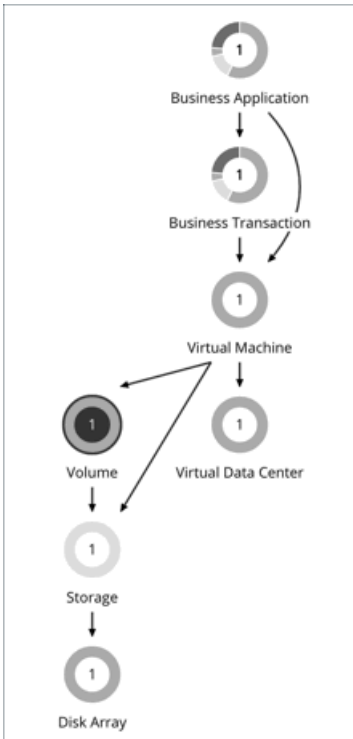 1
Business Application
1
Business Transaction
1
Virtual Machine
1
Volume
1
Virtual Data Center
1
Storage
1
Disk Array